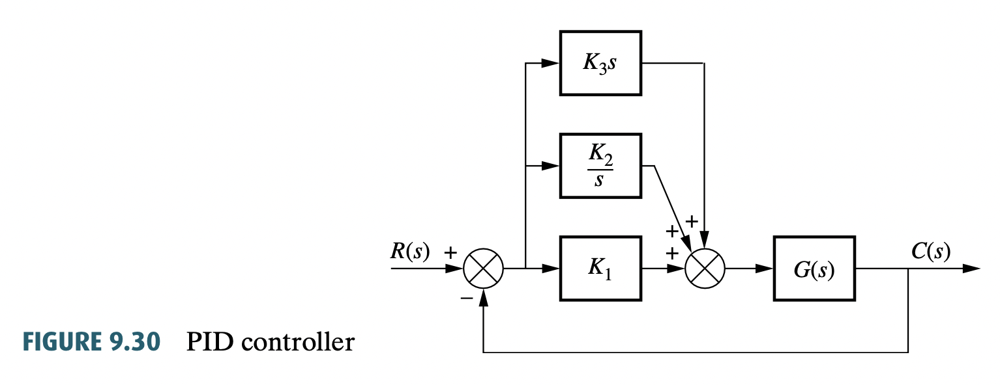 K₃s
K₂
s
+
+
R(s) + + K₁ G(s) C(s)
−
FIGURE 9.30 PID controller